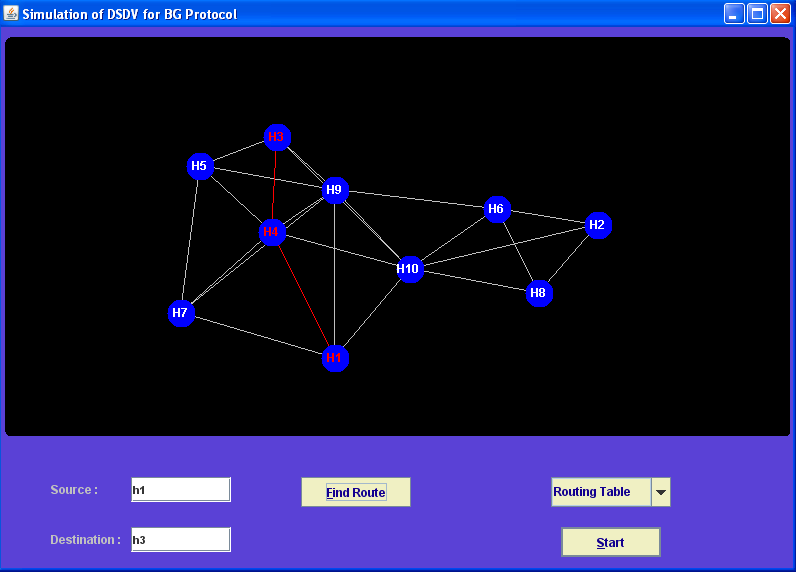 Simulation of DSDV for BG Protocol
H3
H5
H9
H6
H2
H4
H10
H8
H7
H1
Source :
h1
Find Route
Routing Table
Destination :
h3
Start